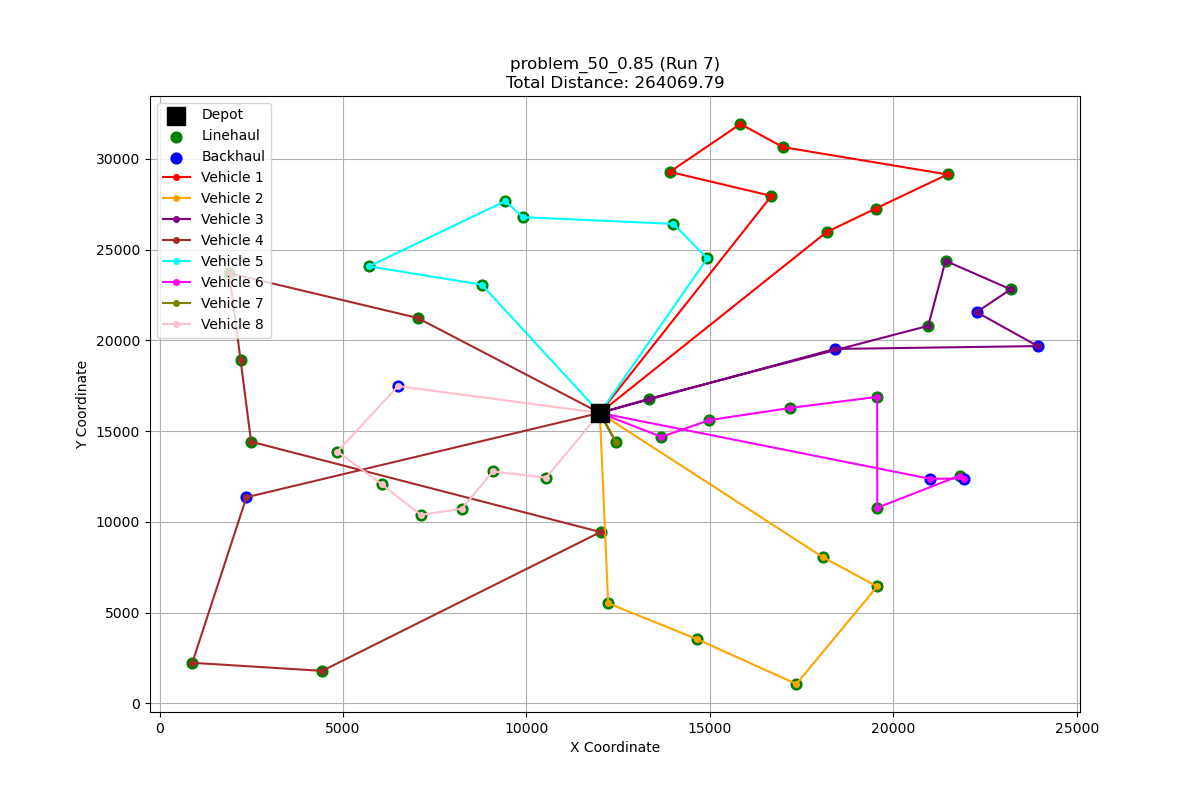 problem_50_0.85 (Run 7)
Total Distance: 264069.79
Depot
Linehaul
Backhaul
Vehicle 1
Vehicle 2
Vehicle 3
Vehicle 4
Vehicle 5
Vehicle 6
Vehicle 7
Vehicle 8
30000
25000
20000
15000
10000
5000
0
Y Coordinate
0 5000 10000 15000 20000 25000
X Coordinate